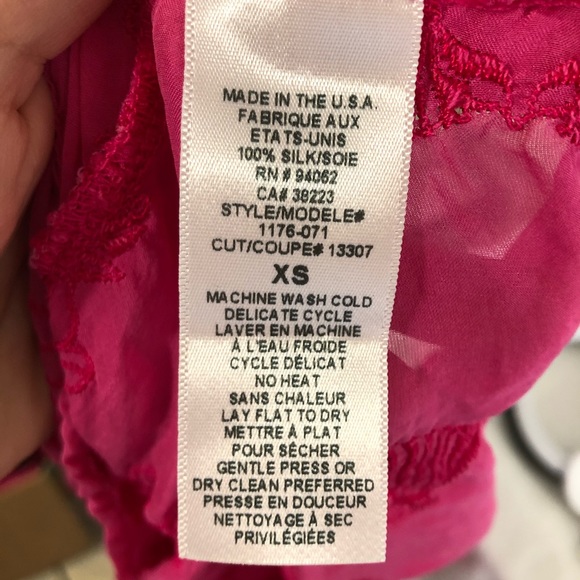 MADE IN THE U.S.A.
FABRIQUE AUX
ETATS-UNIS
100% SILK/SOIE
RN # 94062
CA# 38223
STYLE/MODELE#
1176-071
CUT/COUPE# 13307
XS
MACHINE WASH COLD
DELICATE CYCLE
LAVER EN MACHINE
À L'EAU FROIDE
CYCLE DÉLICAT
NO HEAT
SANS CHALEUR
LAY FLAT TO DRY
METTRE À PLAT
POUR SÉCHER
GENTLE PRESS OR
DRY CLEAN PREFERRED
PRESSE EN DOUCEUR
NETTOYAGE À SEC
PRIVILÉGIÉES